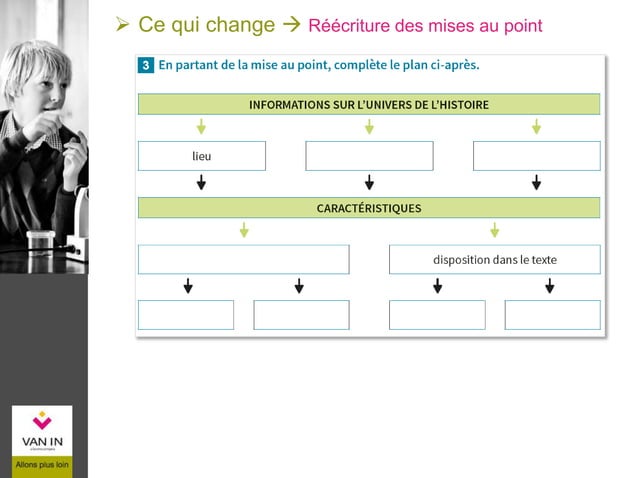 ➢ Ce qui change → Réécriture des mises au point
3 En partant de la mise au point, complète le plan ci-après.
INFORMATIONS SUR L'UNIVERS DE L'HISTOIRE
lieu
CARACTÉRISTIQUES
disposition dans le texte
VAN IN
Allons plus loin